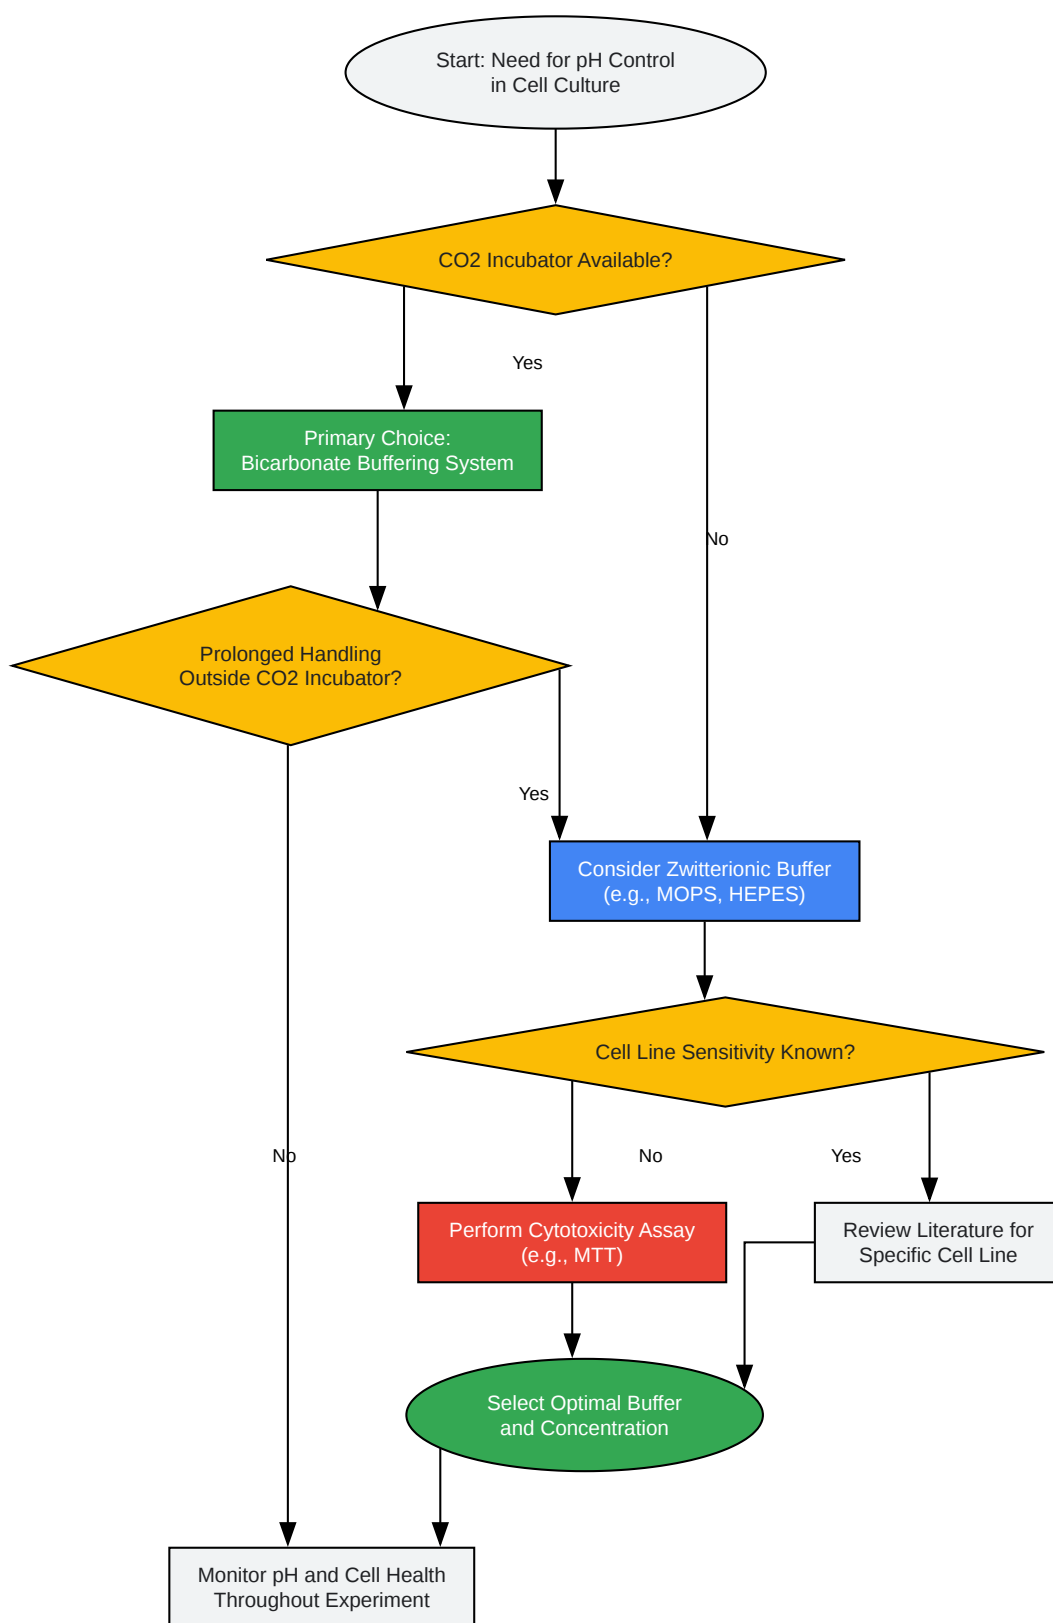 Start: Need for pH Control
in Cell Culture
CO2 Incubator Available?
Yes
Primary Choice:
Bicarbonate Buffering System
No
Prolonged Handling
Outside CO2 Incubator?
Yes
Consider Zwitterionic Buffer
(e.g., MOPS, HEPES)
Cell Line Sensitivity Known?
No
No
Yes
Perform Cytotoxicity Assay
(e.g., MTT)
Review Literature for
Specific Cell Line
Select Optimal Buffer
and Concentration
Monitor pH and Cell Health
Throughout Experiment